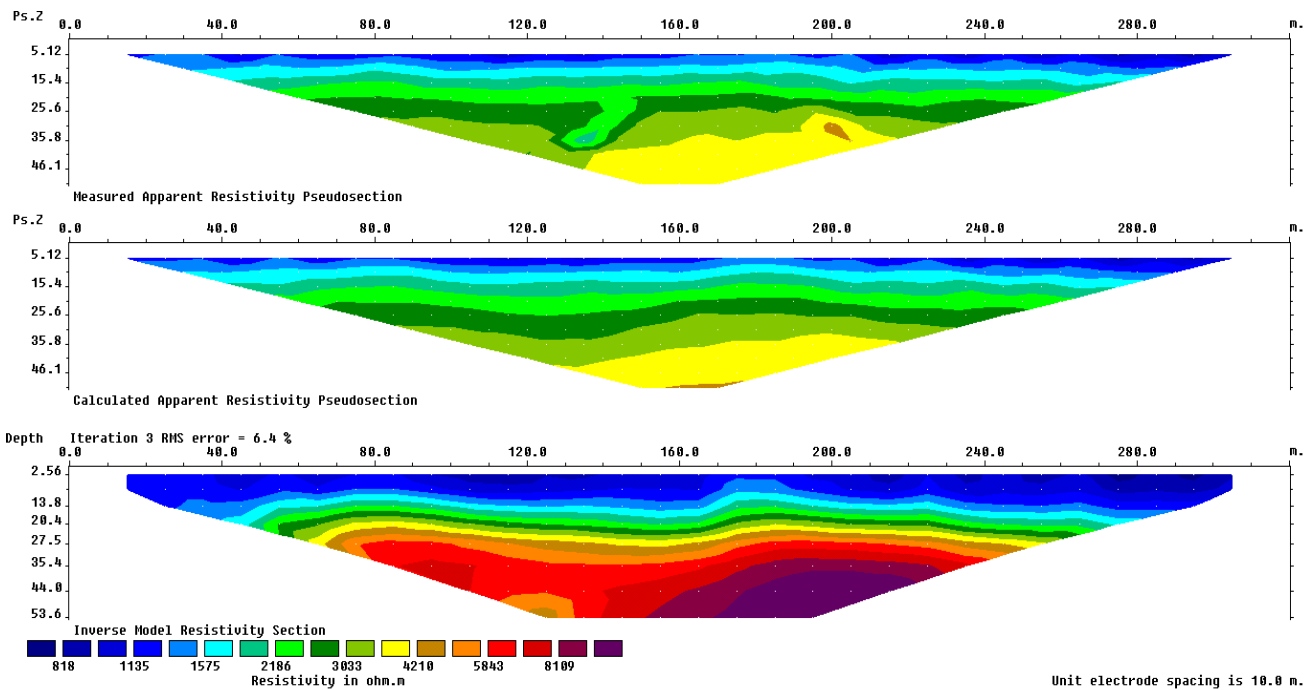 Ps.Z 0.0 40.0 80.0 120.0 160.0 200.0 240.0 280.0 m.
5.12
15.4
25.6
35.8
46.1
Measured Apparent Resistivity Pseudosection
Ps.Z 0.0 40.0 80.0 120.0 160.0 200.0 240.0 280.0 m.
5.12
15.4
25.6
35.8
46.1
Calculated Apparent Resistivity Pseudosection
Depth Iteration 3 RMS error = 6.4 %
0.0 40.0 80.0 120.0 160.0 200.0 240.0 280.0 m.
2.56
13.8
20.4
27.5
35.4
44.0
53.6
Inverse Model Resistivity Section
818 1135 1575 2186 3033 4210 5843 8109
Resistivity in ohm.m Unit electrode spacing is 10.0 m.